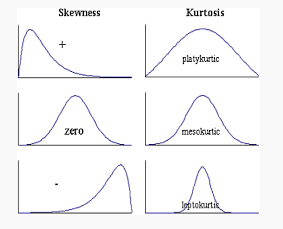 Skewness
Kurtosis
+
platykurtic
zero
mesokurtic
-
leptokurtic